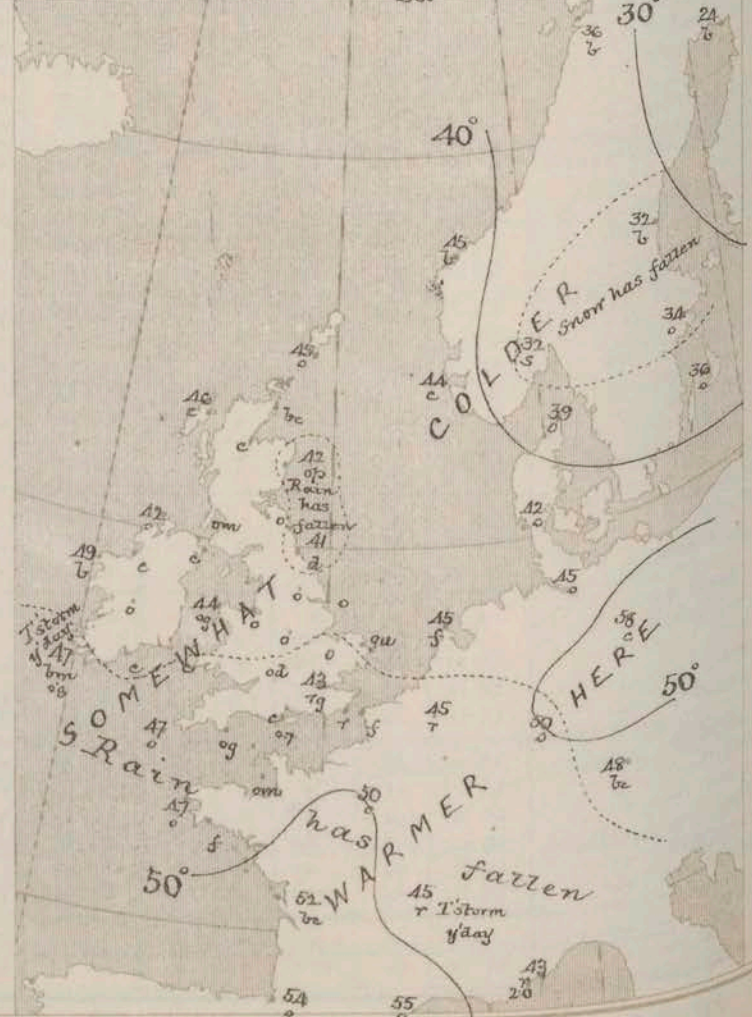 30°
36
b
24
b
40°
45
b
32
b
COLDER
Snow has fallen
32
s
34
o
36
o
44
c
39
o
45
o
46
c
bc
c
42
op
Rain
has
fallen
41
d
42
o
42
o
om
o
49
b
c
c
o
44
og
o
o
o
45
o
45
f
58
c
HERE
50°
T'storm
y'day
47
bm
os
SOMEWHAT
c
o
o
gu
od
43
rg
r
f
45
r
50
o
48
bc
47
o
og
c
Rain
om
50
o
47
o
f
has
WARMER
50°
52
bc
fallen
45
r T'storm
y'day
43
20
54
o
55
o